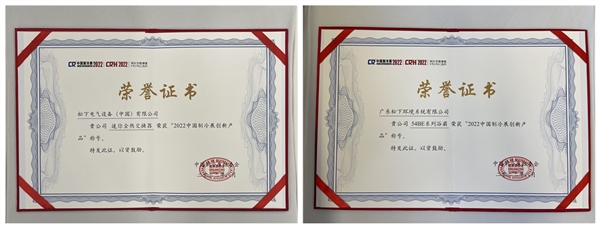 中国制冷展2022
CRH 2022
荣誉证书
松下电气设备（中国）有限公司
贵公司 迷你全热交换器 荣获“2022中国制冷展创新产
品”称号。
特发此证，以资鼓励。
中国制冷展2022
CRH 2022
荣誉证书
广东松下环境系统有限公司
贵公司 54BE系列浴霸 荣获“2022中国制冷展创新产
品”称号。
特发此证，以资鼓励。